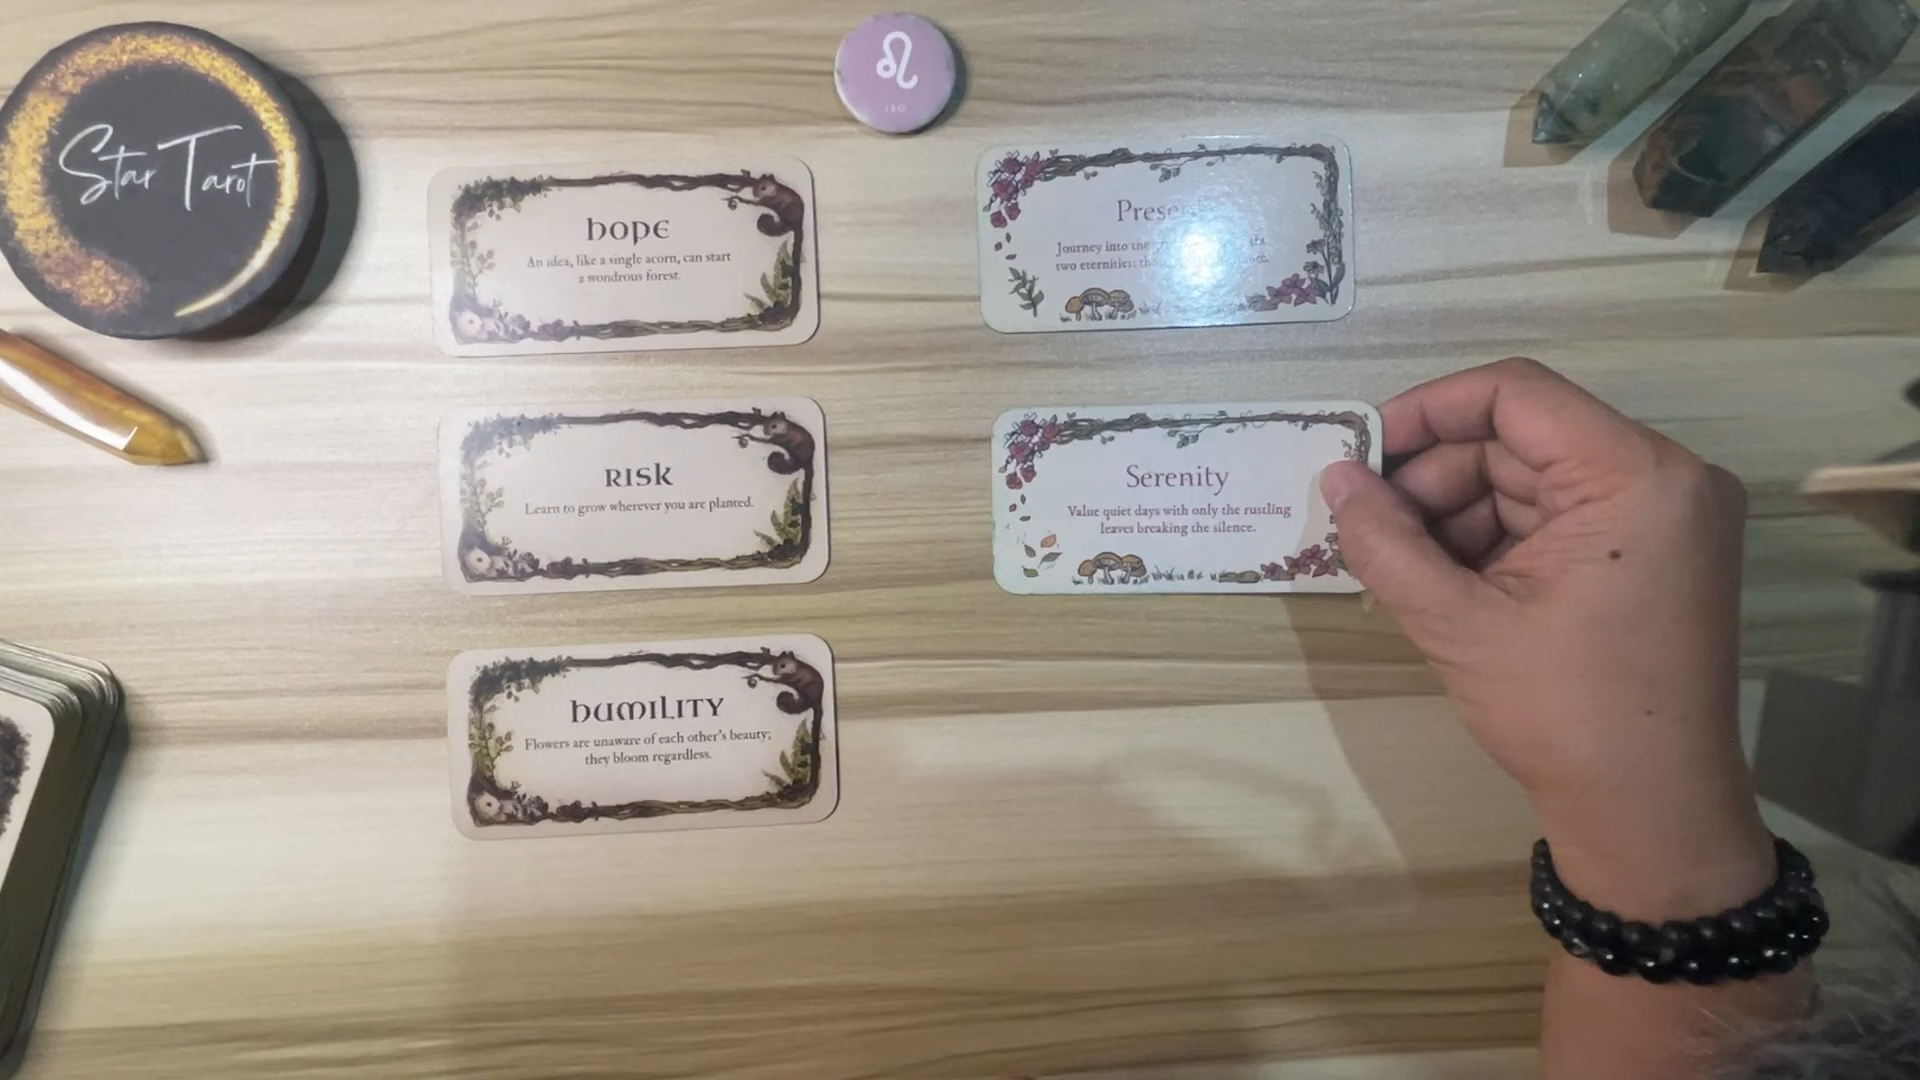 Star Tarot
LEO
hope
An idea, like a single acorn, can start
a wondrous forest.
Journey into the
two eternities:
RISK
Learn to grow wherever you are planted.
Serenity
Value quiet days with only the rustling
leaves breaking the silence.
humILITY
Flowers are unaware of each other's beauty;
they bloom regardless.